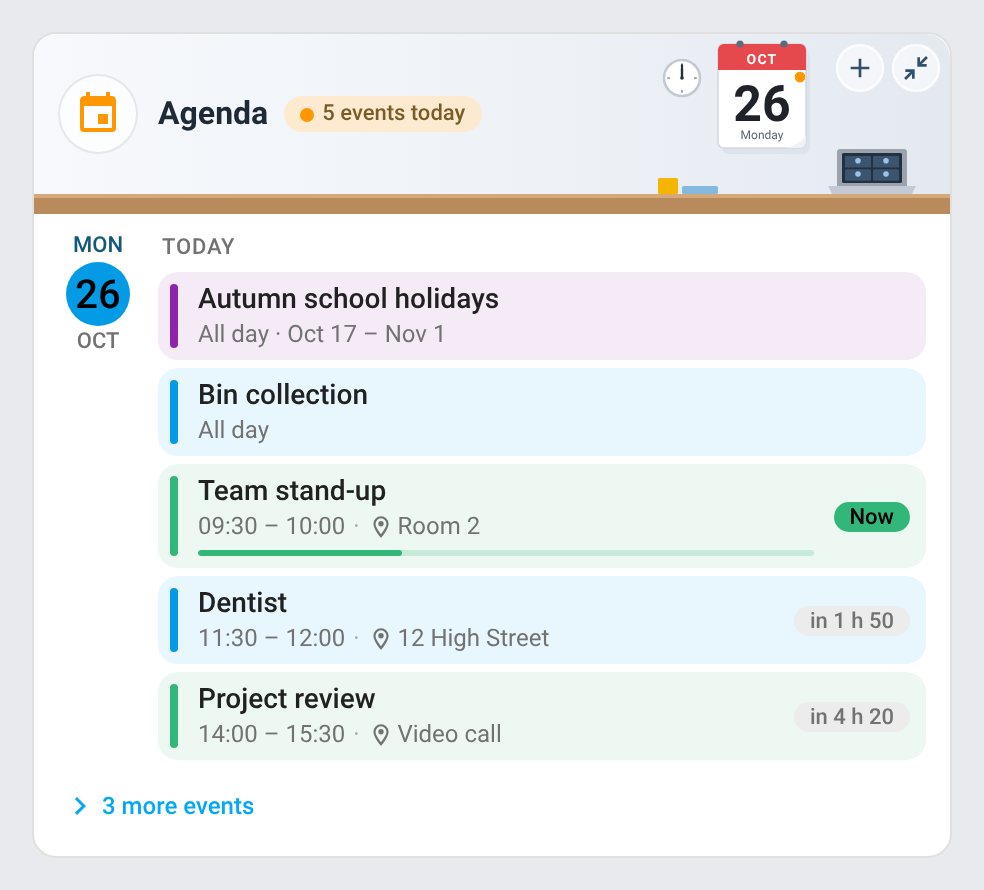 Agenda
5 events today
OCT
26
Monday
MON
26
OCT
TODAY
Autumn school holidays
All day · Oct 17 – Nov 1
Bin collection
All day
Team stand-up
09:30 – 10:00 · Room 2
Now
Dentist
11:30 – 12:00 · 12 High Street
in 1 h 50
Project review
14:00 – 15:30 · Video call
in 4 h 20
3 more events